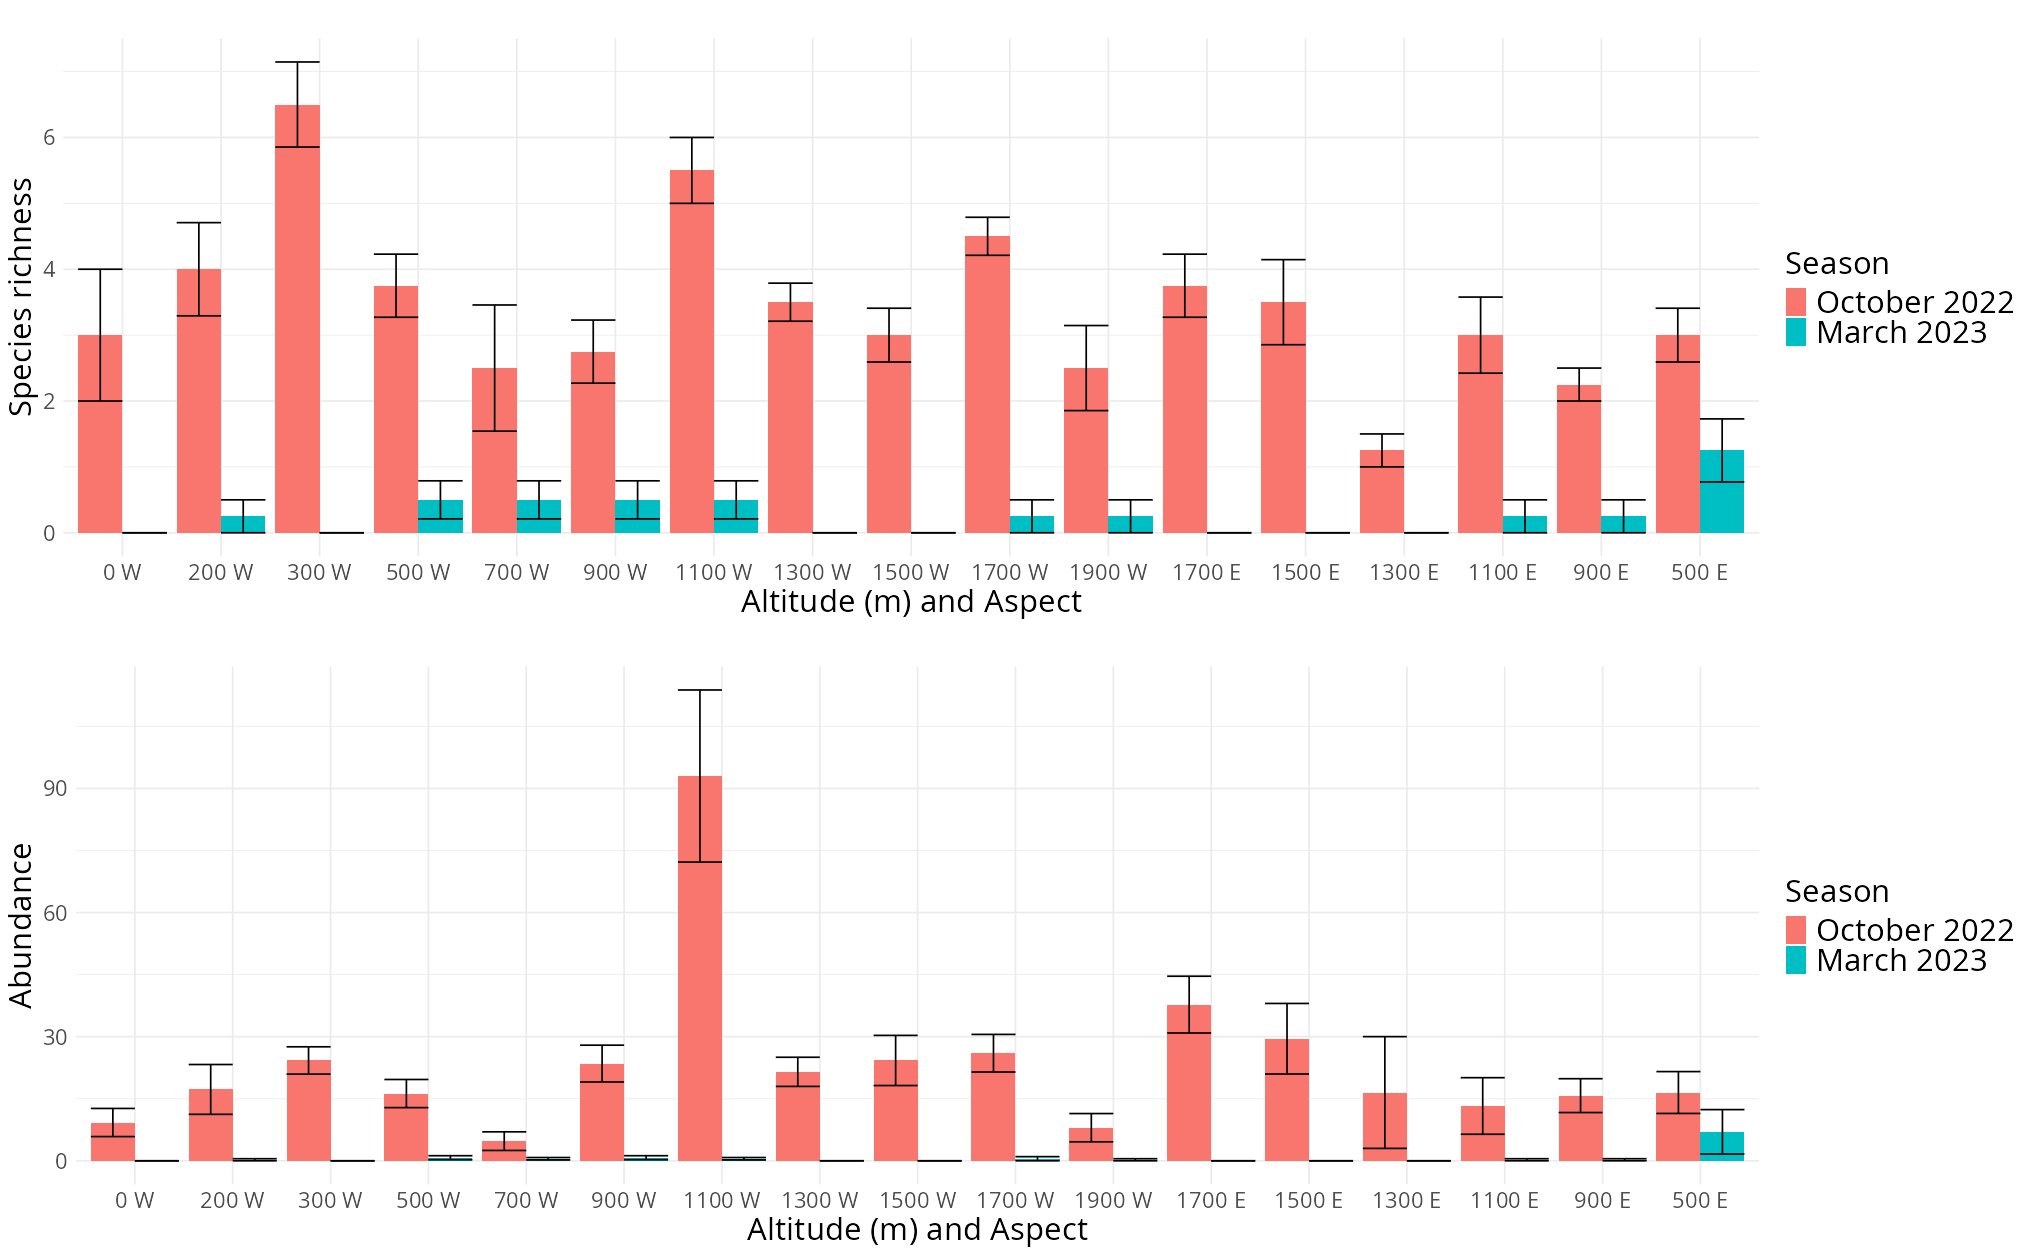 Species richness
6
4
2
0
0 W 200 W 300 W 500 W 700 W 900 W 1100 W 1300 W 1500 W 1700 W 1900 W 1700 E 1500 E 1300 E 1100 E 900 E 500 E
Altitude (m) and Aspect
Season
October 2022
March 2023
Abundance
90
60
30
0
0 W 200 W 300 W 500 W 700 W 900 W 1100 W 1300 W 1500 W 1700 W 1900 W 1700 E 1500 E 1300 E 1100 E 900 E 500 E
Altitude (m) and Aspect
Season
October 2022
March 2023